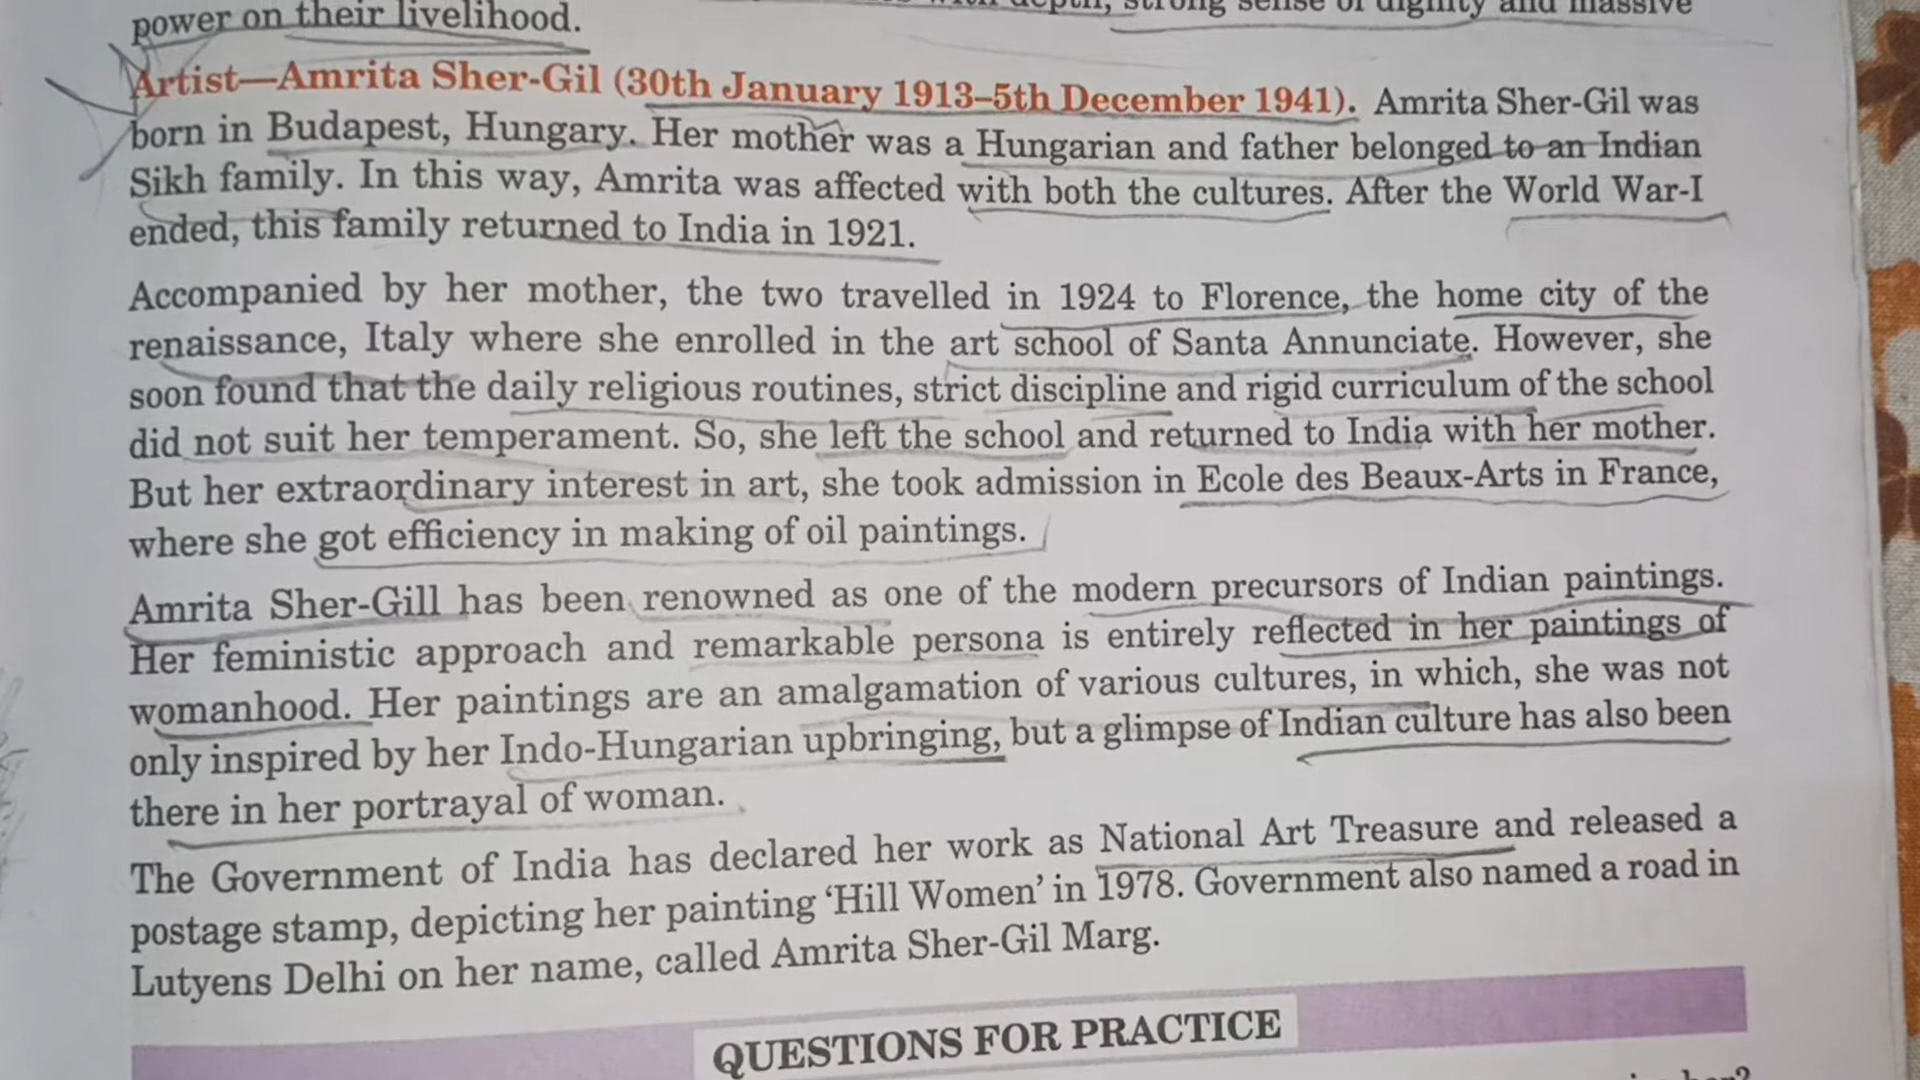 depth, strong sense of dignity and massive
power on their livelihood.
Artist—Amrita Sher-Gil (30th January 1913–5th December 1941). Amrita Sher-Gil was
born in Budapest, Hungary. Her mother was a Hungarian and father belonged to an Indian
Sikh family. In this way, Amrita was affected with both the cultures. After the World War-I
ended, this family returned to India in 1921.
Accompanied by her mother, the two travelled in 1924 to Florence, the home city of the
renaissance, Italy where she enrolled in the art school of Santa Annunciate. However, she
soon found that the daily religious routines, strict discipline and rigid curriculum of the school
did not suit her temperament. So, she left the school and returned to India with her mother.
But her extraordinary interest in art, she took admission in Ecole des Beaux-Arts in France,
where she got efficiency in making of oil paintings.
Amrita Sher-Gill has been renowned as one of the modern precursors of Indian paintings.
Her feministic approach and remarkable persona is entirely reflected in her paintings of
womanhood. Her paintings are an amalgamation of various cultures, in which, she was not
only inspired by her Indo-Hungarian upbringing, but a glimpse of Indian culture has also been
there in her portrayal of woman.
The Government of India has declared her work as National Art Treasure and released a
postage stamp, depicting her painting ‘Hill Women’ in 1978. Government also named a road in
Lutyens Delhi on her name, called Amrita Sher-Gil Marg.
QUESTIONS FOR PRACTICE